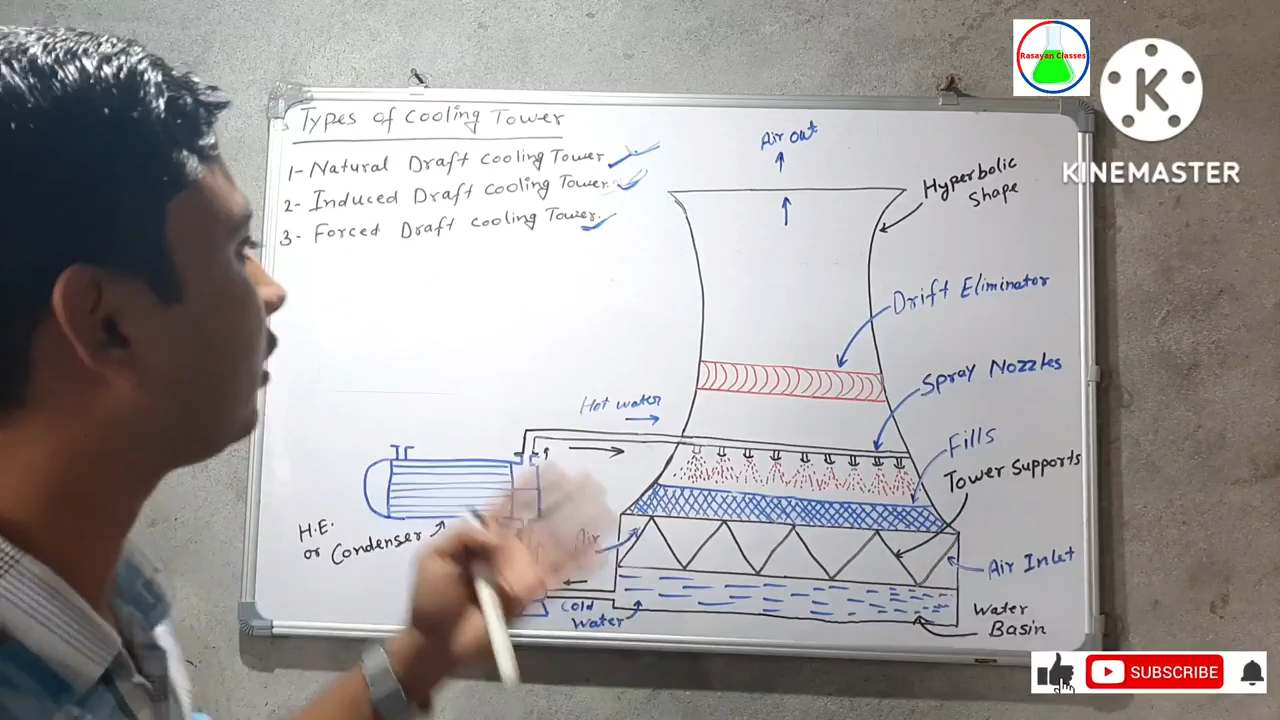 Types of Cooling Tower
1- Natural Draft Cooling Tower
2- Induced Draft cooling Tower
3- Forced Draft cooling Tower.
Air out
Hyperbolic
Shape
Drift Eliminator
Spray Nozzles
Fills
Tower Supports
Air Inlet
Water
Basin
Hot water
Air
Cold
Water
H.E.
or Condenser
Rasayan Classes
K
KINEMASTER
SUBSCRIBE